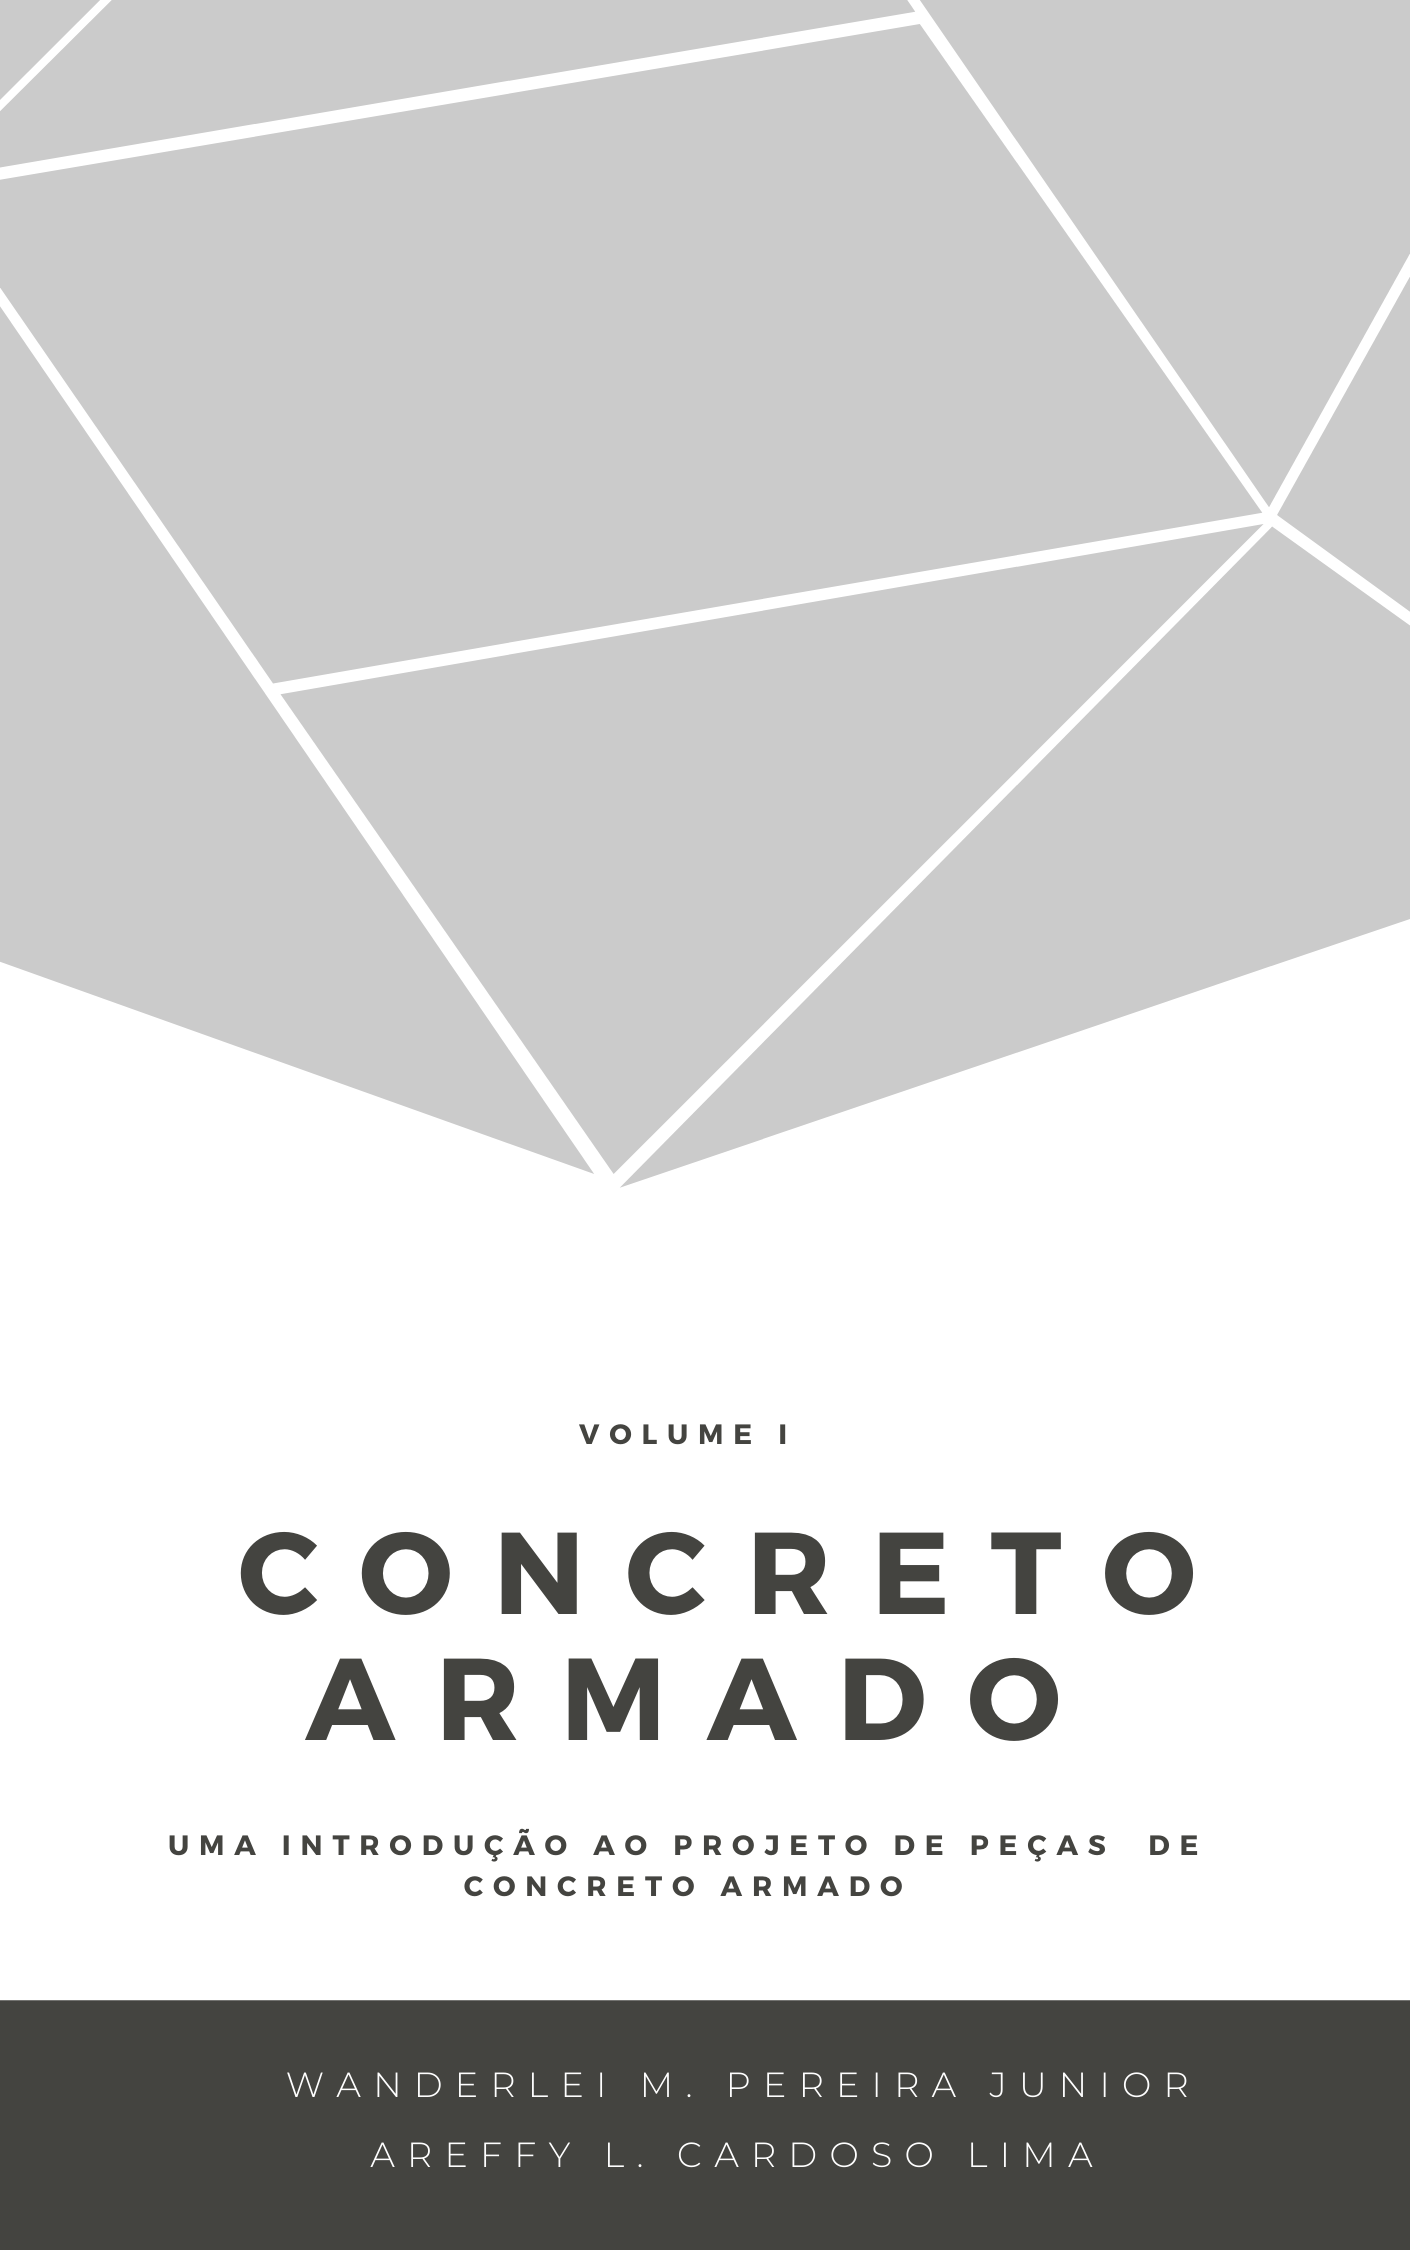 VOLUME I
CONCRETO
ARMADO
UMA INTRODUÇÃO AO PROJETO DE PEÇAS DE
CONCRETO ARMADO
WANDERLEI M. PEREIRA JUNIOR
AREFFY L. CARDOSO LIMA